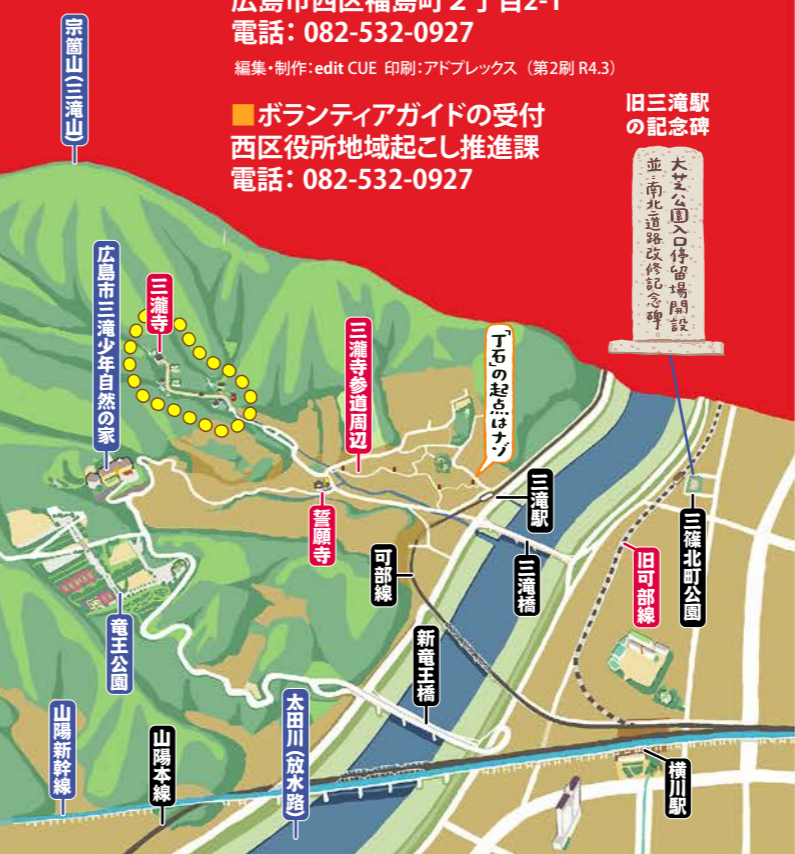 広島市西区福島町2丁目2-1
電話：082-532-0927
編集・制作：edit CUE 印刷：アドプレックス（第2刷 R4.3）
■ボランティアガイドの受付
西区役所地域起こし推進課
電話：082-532-0927
宗箇山（三滝山）
旧三滝駅
の記念碑
大芝公園入口停留場開設
並ニ南北道路改修記念碑
広島市三滝少年自然の家
三瀧寺
三瀧寺参道周辺
「丁石」の起点はナゾ
誓願寺
三滝駅
三滝橋
可部線
旧可部線
三篠北町公園
竜王公園
新竜王橋
山陽新幹線
山陽本線
太田川（放水路）
横川駅